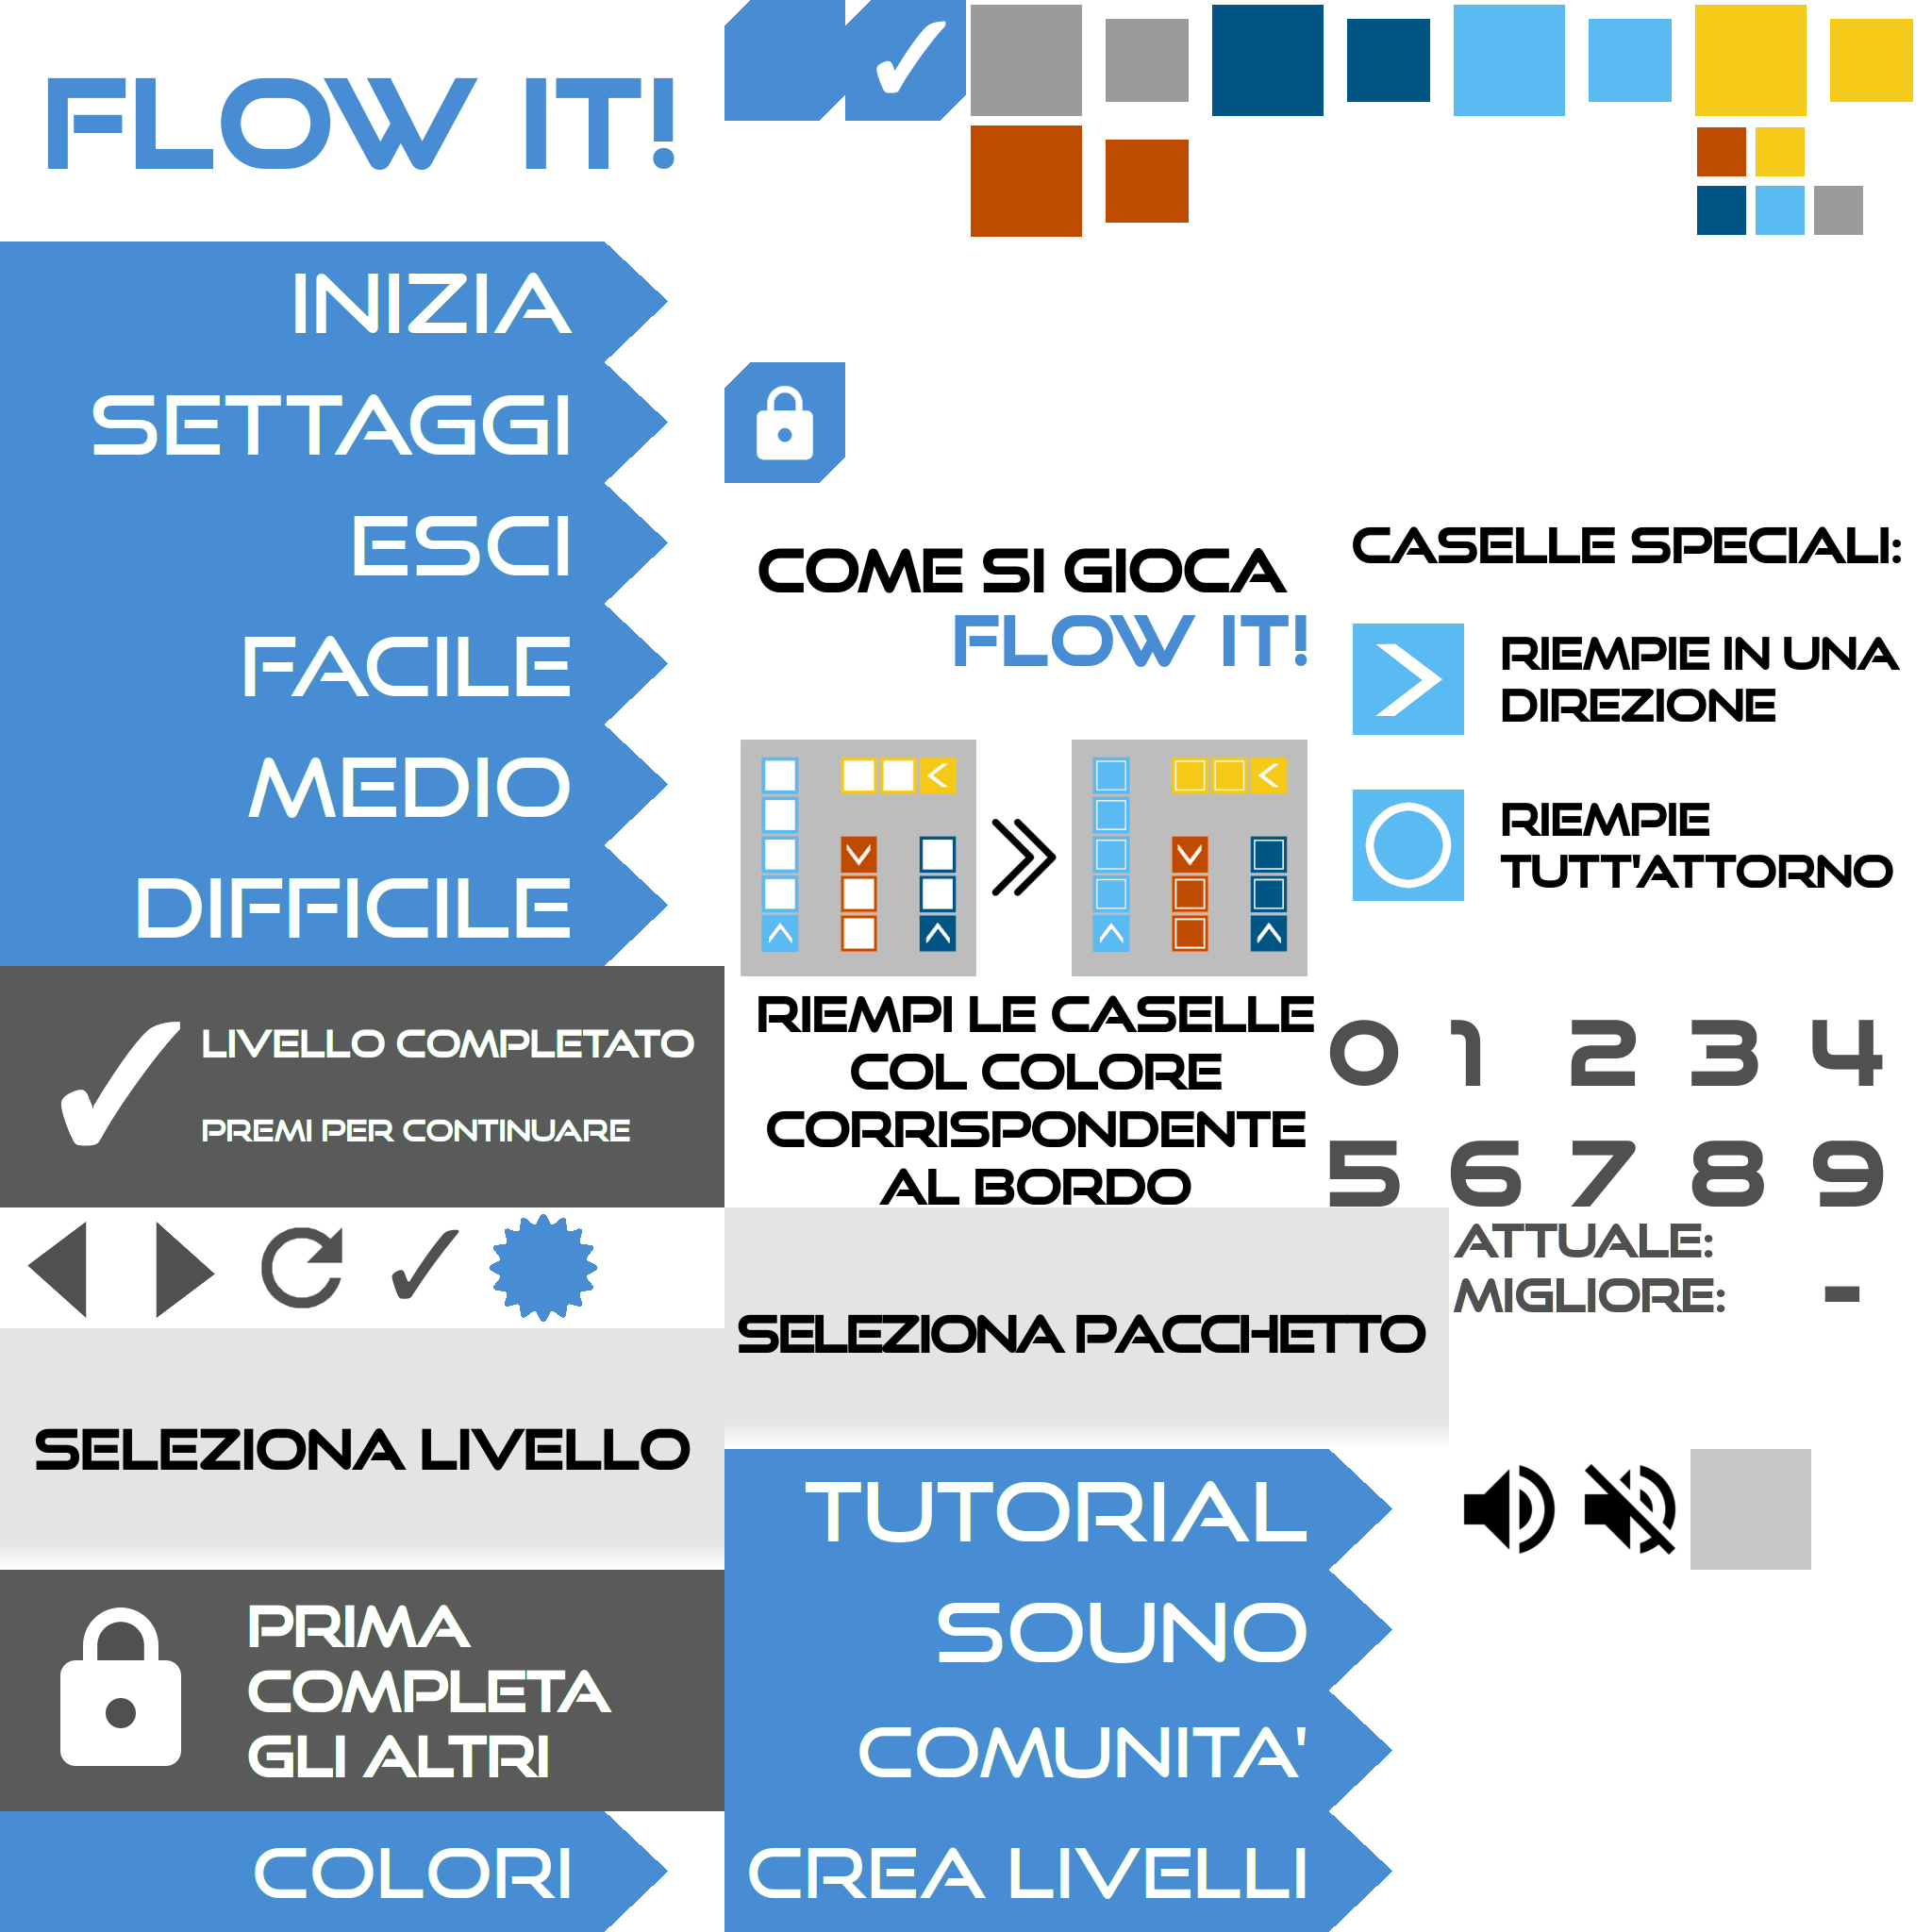 FLOW IT!
INIZIA
SETTAGGI
ESCI
FACILE
MEDIO
DIFFICILE
LIVELLO COMPLETATO
PREMI PER CONTINUARE
SELEZIONA LIVELLO
PRIMA
COMPLETA
GLI ALTRI
COLORI
COME SI GIOCA
FLOW IT!
RIEMPI LE CASELLE
COL COLORE
CORRISPONDENTE
AL BORDO
CASELLE SPECIALI:
RIEMPIE IN UNA
DIREZIONE
RIEMPIE
TUTT'ATTORNO
0 1 2 3 4
5 6 7 8 9
ATTUALE:
MIGLIORE: -
SELEZIONA PACCHETTO
TUTORIAL
SOUNO
COMUNITA'
CREA LIVELLI